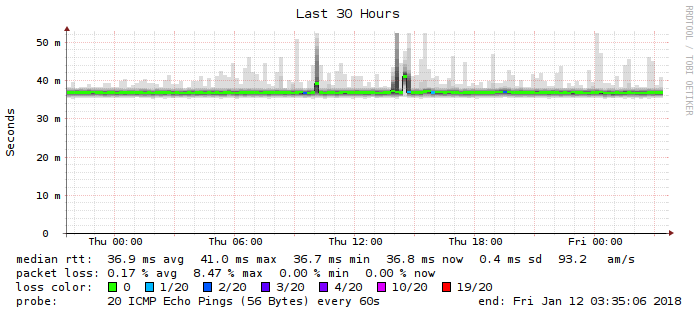 Last 30 Hours
RRDTOOL / TOBI OETIKER
Seconds
50 m
40 m
30 m
20 m
10 m
0
Thu 00:00 Thu 06:00 Thu 12:00 Thu 18:00 Fri 00:00
median rtt: 36.9 ms avg 41.0 ms max 36.7 ms min 36.8 ms now 0.4 ms sd 93.2 am/s
packet loss: 0.17 % avg 8.47 % max 0.00 % min 0.00 % now
loss color: 0 1/20 2/20 3/20 4/20 10/20 19/20
probe: 20 ICMP Echo Pings (56 Bytes) every 60s end: Fri Jan 12 03:35:06 2018